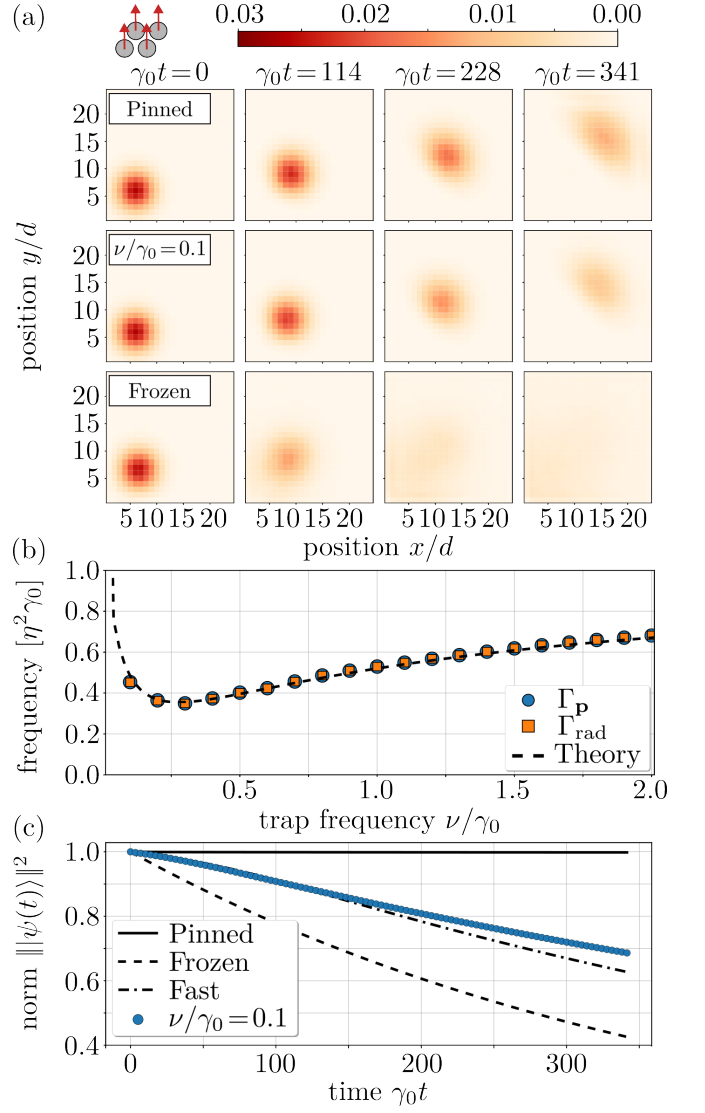 (a)
0.03 0.02 0.01 0.00
γ₀t=0 γ₀t=114 γ₀t=228 γ₀t=341
Pinned
20
15
10
5
ν/γ₀=0.1
20
15
10
5
Frozen
20
15
10
5
position y/d
5 10 15 20 5 10 15 20 5 10 15 20 5 10 15 20
position x/d
(b)
1.0
0.8
0.6
0.4
0.2
0.0
frequency [η²γ₀]
Γₚ
Γrad
Theory
0.5 1.0 1.5 2.0
trap frequency ν/γ₀
(c)
1.0
0.8
0.6
0.4
norm ‖|ψ(t)⟩‖²
Pinned
Frozen
Fast
ν/γ₀=0.1
0 100 200 300
time γ₀t